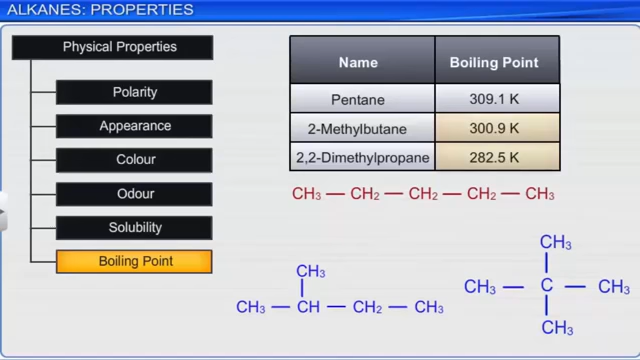 ALKANES: PROPERTIES
Physical Properties
Polarity
Appearance
Colour
Odour
Solubility
Boiling Point
Name Boiling Point
Pentane 309.1 K
2-Methylbutane 300.9 K
2,2-Dimethylpropane 282.5 K
CH₃ — CH₂ — CH₂ — CH₂ — CH₃
CH₃
CH₃ — CH — CH₂ — CH₃
CH₃
CH₃ — C — CH₃
CH₃